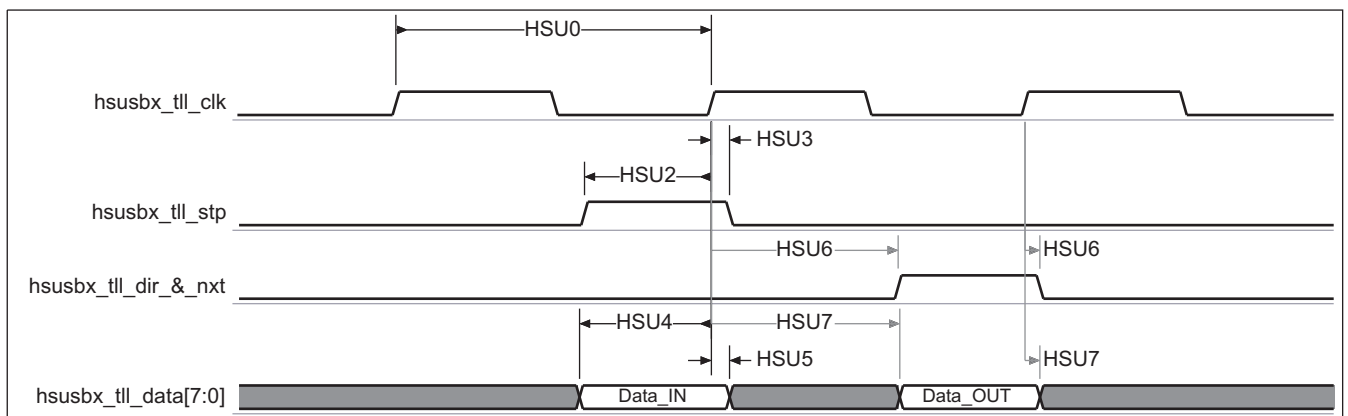 HSU0
hsusbx_tll_clk
HSU3
HSU2
hsusbx_tll_stp
HSU6
HSU6
hsusbx_tll_dir_&_nxt
HSU4
HSU7
HSU5
HSU7
hsusbx_tll_data[7:0]
Data_IN
Data_OUT